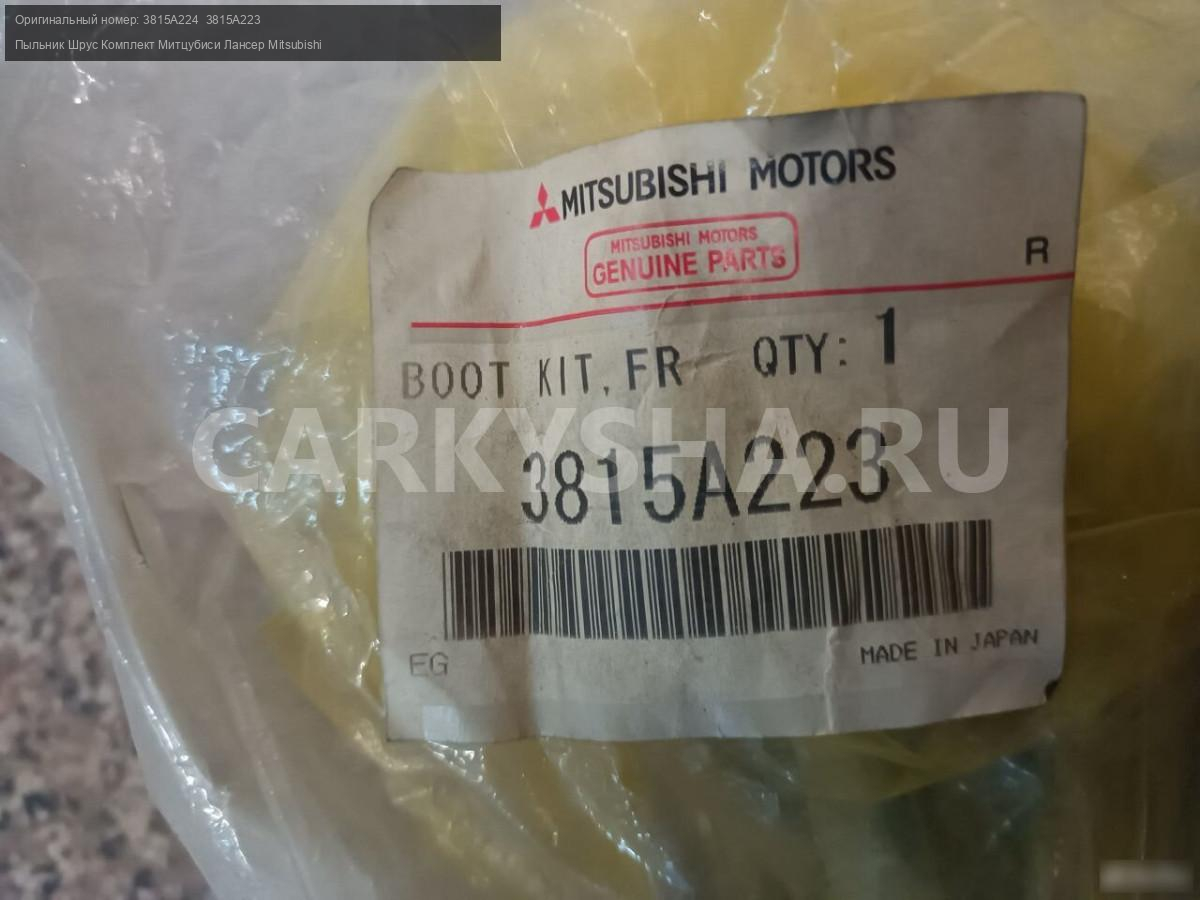 Оригинальный номер: 3815A224 3815A223
Пыльник Шрус Комплект Митцубиси Лансер Mitsubishi
MITSUBISHI MOTORS
MITSUBISHI MOTORS
GENUINE PARTS
R
BOOT KIT, FR QTY: 1
CARKYSHA.RU
3815A223
EG MADE IN JAPAN